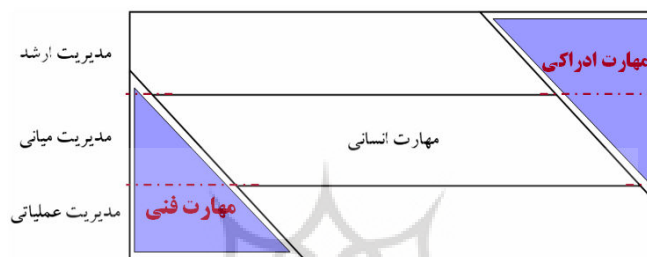 مدیریت ارشد
مهارت ادراکی
مدیریت میانی
مهارت انسانی
مدیریت عملیاتی
مهارت فنی